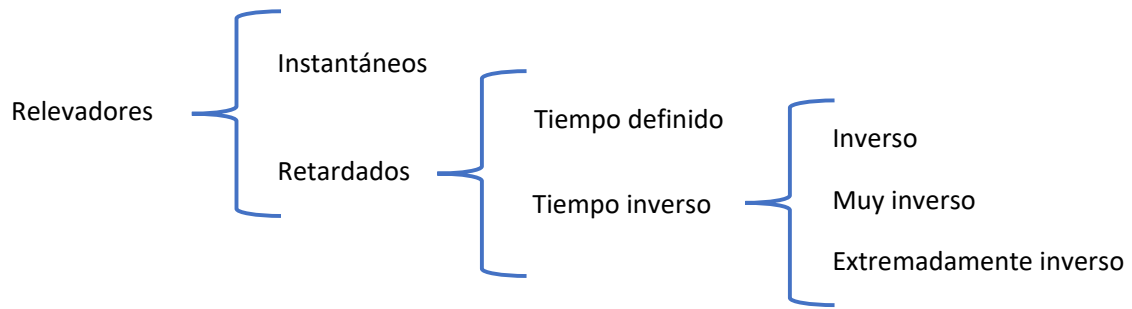 Relevadores
Instantáneos
Retardados
Tiempo definido
Tiempo inverso
Inverso
Muy inverso
Extremadamente inverso